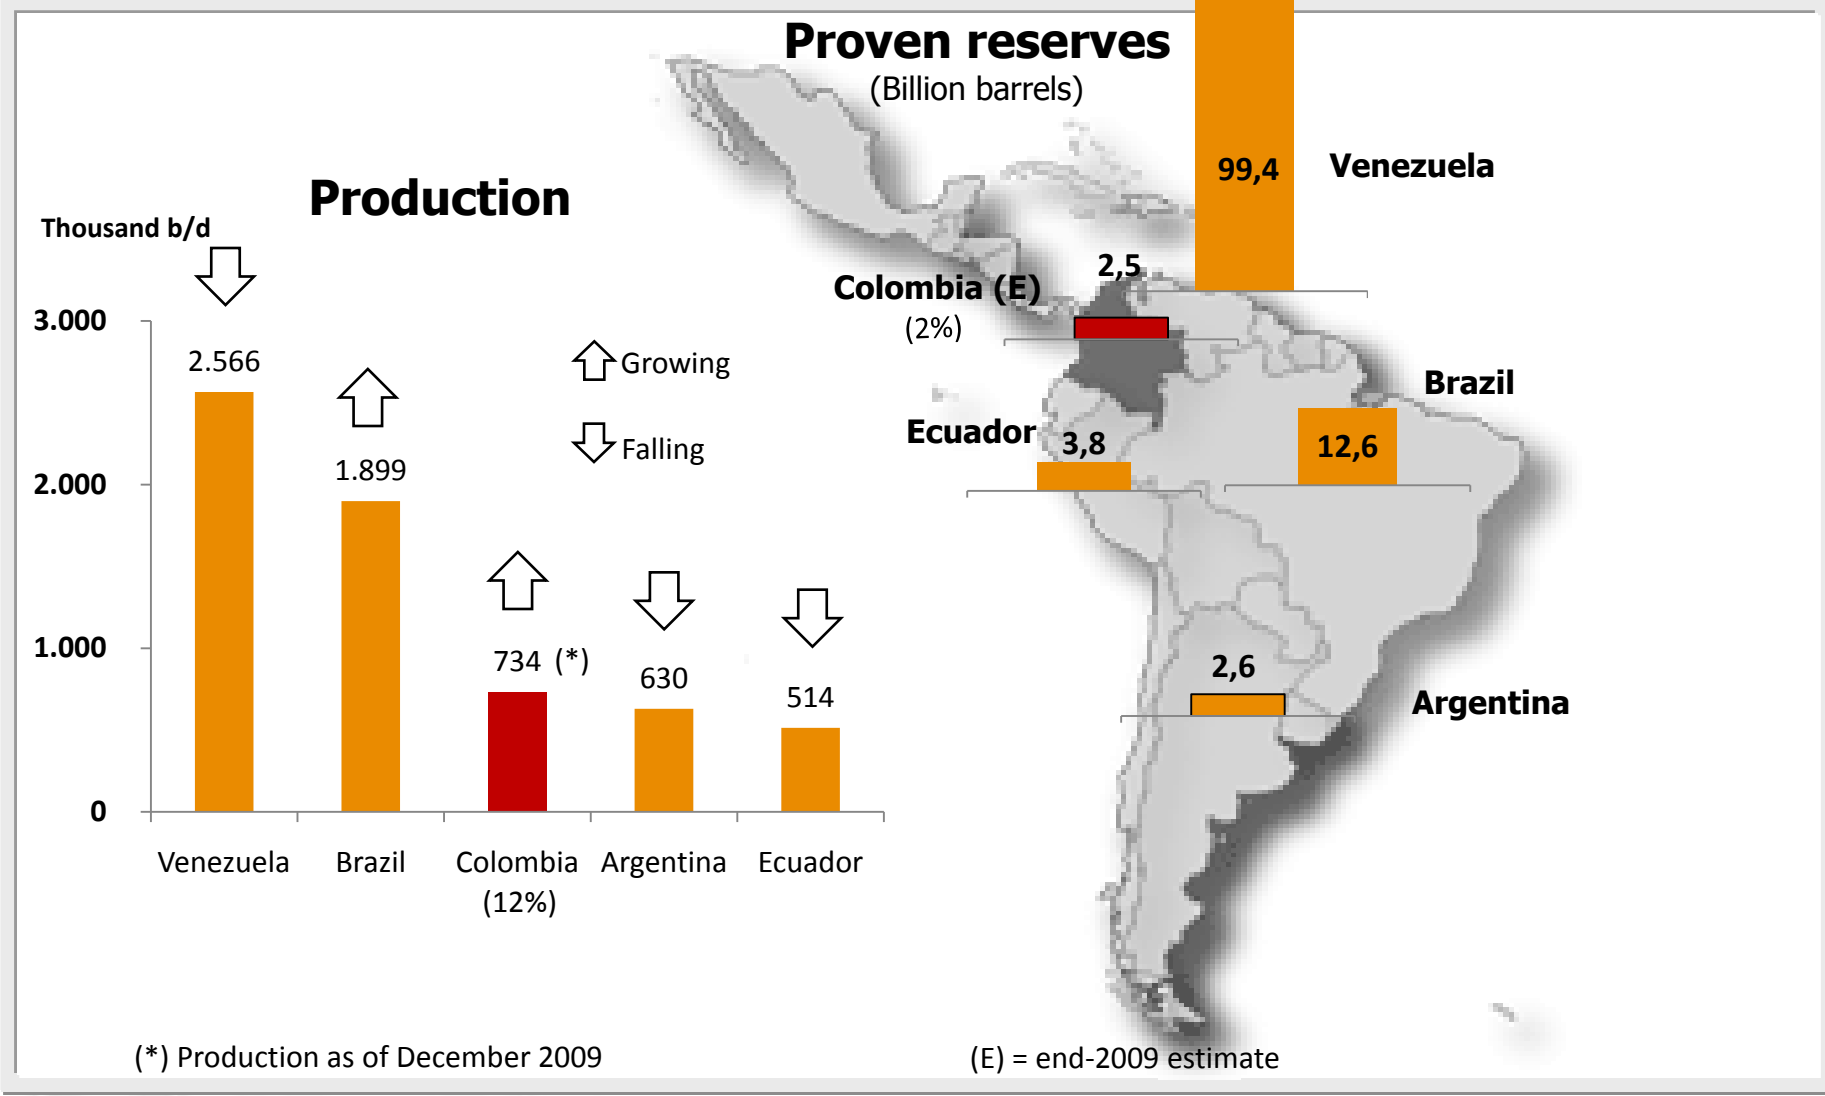 Proven reserves
(Billion barrels)
99,4
Venezuela
Production
Thousand b/d
2,5
Colombia (E)
(2%)
3.000
2.566
Growing
Brazil
1.899
Falling
Ecuador
3,8
12,6
2.000
1.000
734 (*)
630
514
2,6
Argentina
0
Venezuela
Brazil
Colombia
(12%)
Argentina
Ecuador
(*) Production as of December 2009
(E) = end-2009 estimate